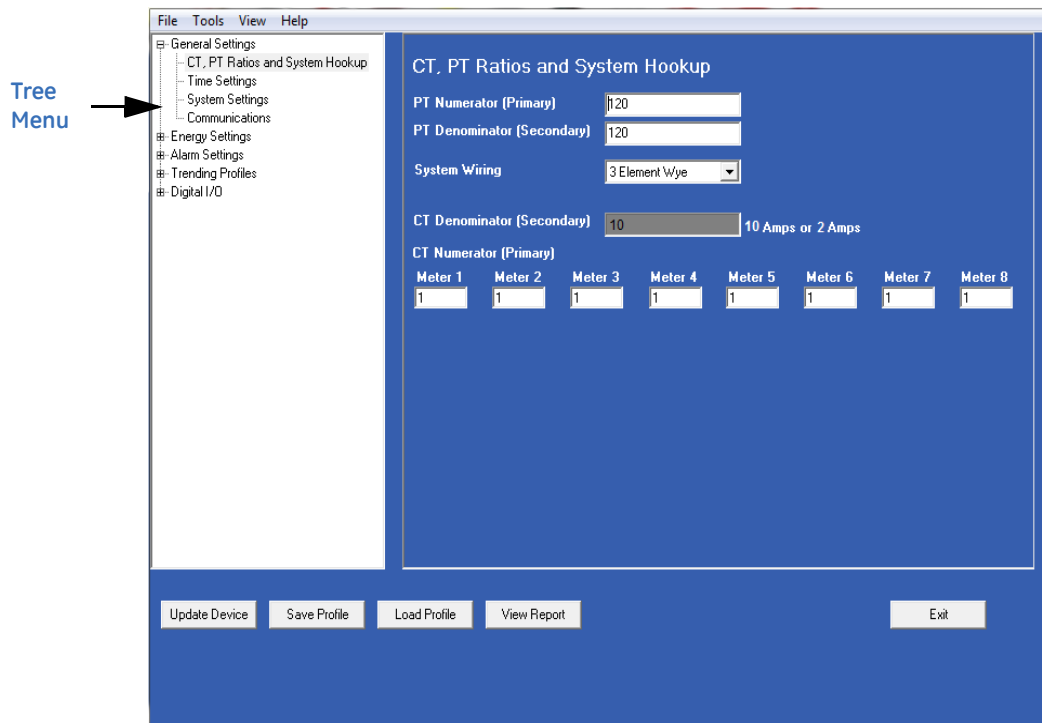 File Tools View Help
General Settings
CT, PT Ratios and System Hookup
Time Settings
System Settings
Communications
Energy Settings
Alarm Settings
Trending Profiles
Digital I/O
Tree
Menu
CT, PT Ratios and System Hookup
PT Numerator (Primary) 120
PT Denominator (Secondary) 120
System Wiring 3 Element Wye
CT Denominator (Secondary) 10 10 Amps or 2 Amps
CT Numerator (Primary)
Meter 1 Meter 2 Meter 3 Meter 4 Meter 5 Meter 6 Meter 7 Meter 8
1 1 1 1 1 1 1 1
Update Device Save Profile Load Profile View Report Exit